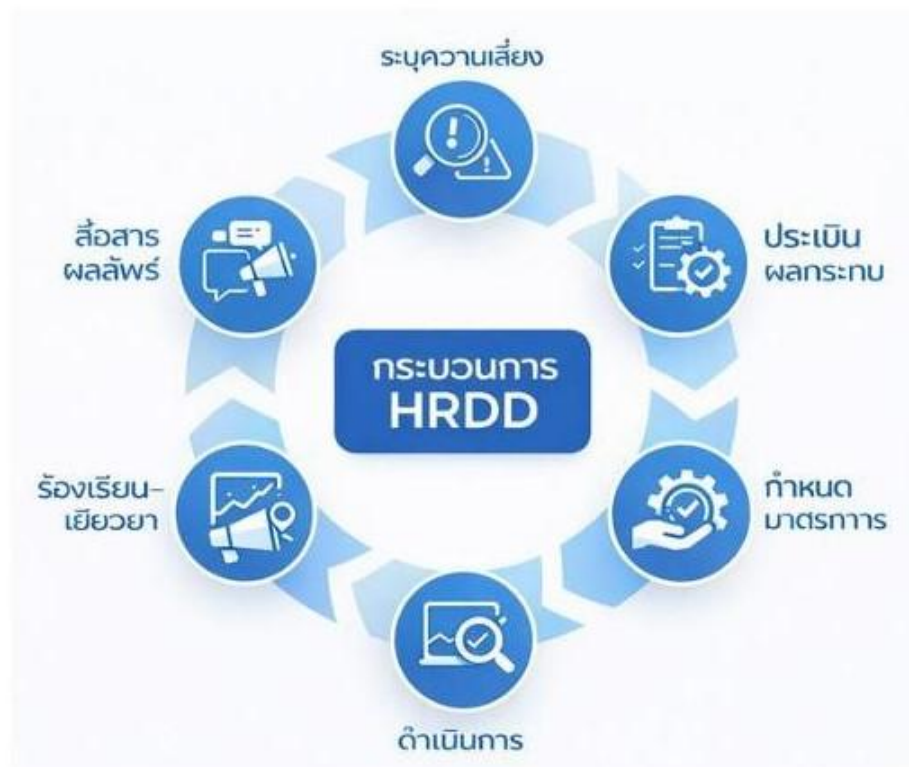 ระบุความเสี่ยง
ประเบิน
ผลกระทบ
กำหนด
มาตรทาร
ด๊าเนินการ
ร้องเรียน-
เยียวยา
สื้อสาร
ผลลัพร์
กระบวนการ
HRDD